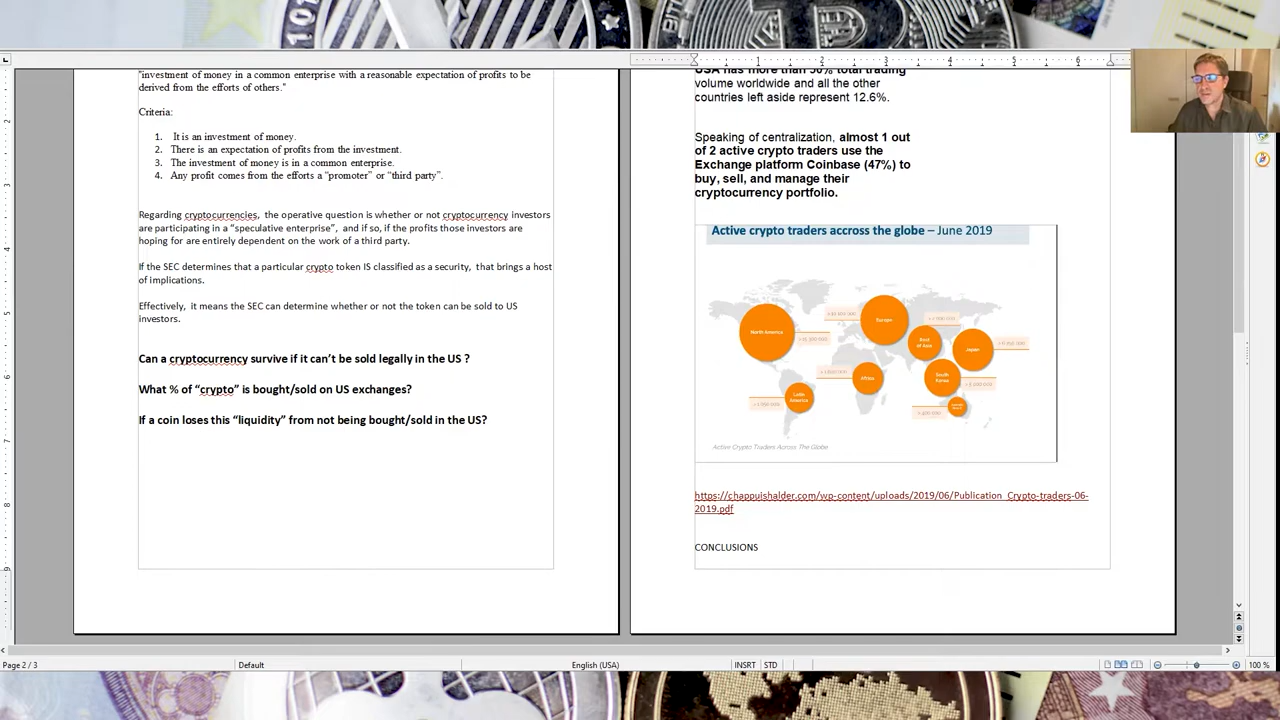 "investment of money in a common enterprise with a reasonable expectation of profits to be
derived from the efforts of others."
Criteria:
1. It is an investment of money.
2. There is an expectation of profits from the investment.
3. The investment of money is in a common enterprise.
4. Any profit comes from the efforts a “promoter” or “third party”.
Regarding cryptocurrencies, the operative question is whether or not cryptocurrency investors
are participating in a “speculative enterprise”, and if so, if the profits those investors are
hoping for are entirely dependent on the work of a third party.
If the SEC determines that a particular crypto token IS classified as a security, that brings a host
of implications.
Effectively, it means the SEC can determine whether or not the token can be sold to US
investors.
Can a cryptocurrency survive if it can’t be sold legally in the US ?
What % of “crypto” is bought/sold on US exchanges?
If a coin loses this “liquidity” from not being bought/sold in the US?
USA has more than 50% total trading
volume worldwide and all the other
countries left aside represent 12.6%.
Speaking of centralization, almost 1 out
of 2 active crypto traders use the
Exchange platform Coinbase (47%) to
buy, sell, and manage their
cryptocurrency portfolio.
Active crypto traders accross the globe – June 2019
North America
Europe
Rest
of Asia
Japan
Africa
South
Korea
Latin
America
Active Crypto Traders Across The Globe
https://chappuishalder.com/wp-content/uploads/2019/06/Publication_Crypto-traders-06-
2019.pdf
CONCLUSIONS
Page 2 / 3
Default
English (USA)
INSRT
STD
100 %